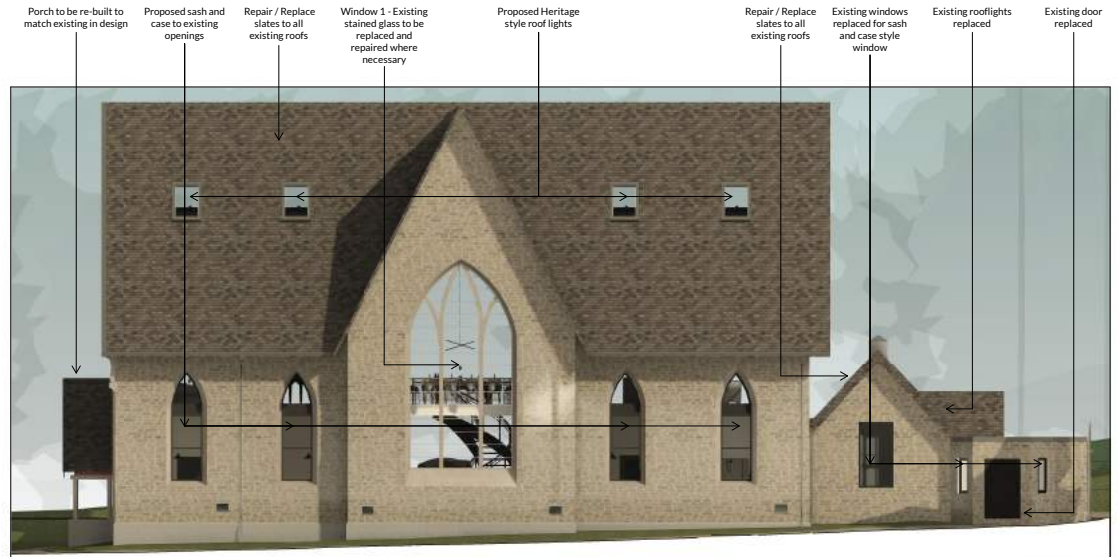 Porch to be re-built to
match existing in design
Proposed sash and
case to existing
openings
Repair / Replace
slates to all
existing roofs
Window 1 - Existing
stained glass to be
replaced and
repaired where
necessary
Proposed Heritage
style roof lights
Repair / Replace
slates to all
existing roofs
Existing windows
replaced for sash
and case style
window
Existing rooflights
replaced
Existing door
replaced